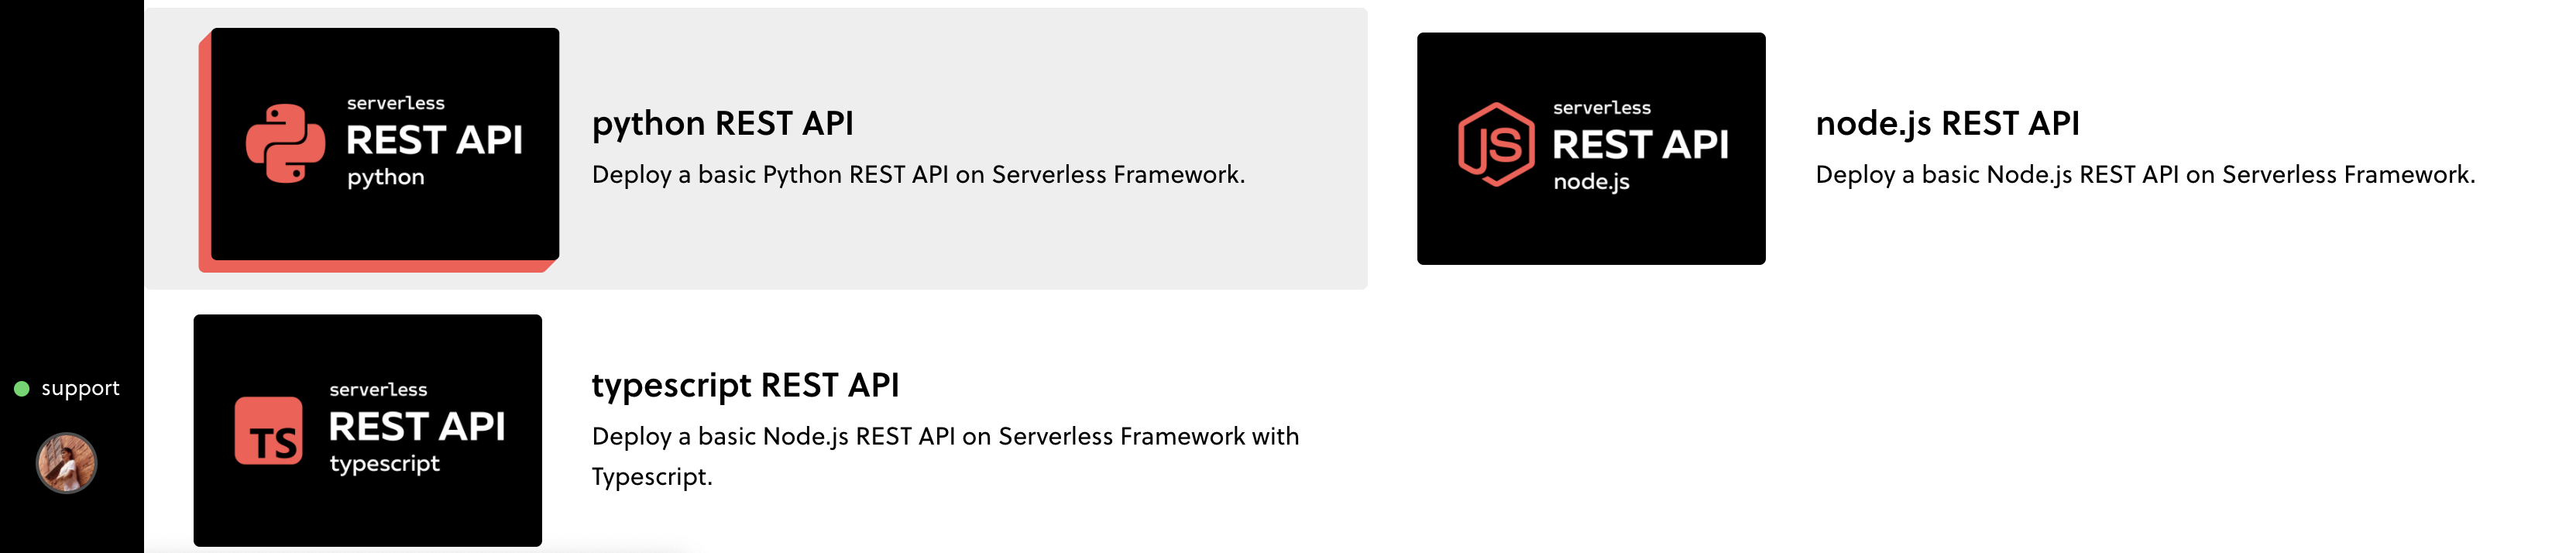 serverless
REST API
python
python REST API
Deploy a basic Python REST API on Serverless Framework.
JS
serverless
REST API
node.js
node.js REST API
Deploy a basic Node.js REST API on Serverless Framework.
support
TS
serverless
REST API
typescript
typescript REST API
Deploy a basic Node.js REST API on Serverless Framework with
Typescript.